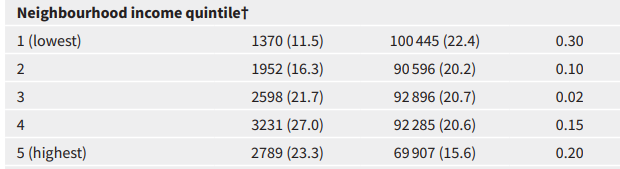 Neighbourhood income quintile†
1 (lowest) 1370 (11.5) 100 445 (22.4) 0.30
2 1952 (16.3) 90 596 (20.2) 0.10
3 2598 (21.7) 92 896 (20.7) 0.02
4 3231 (27.0) 92 285 (20.6) 0.15
5 (highest) 2789 (23.3) 69 907 (15.6) 0.20